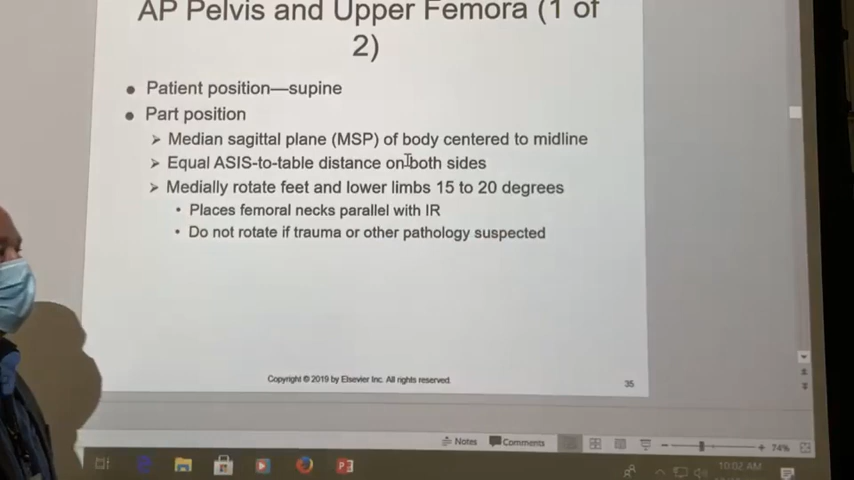 AP Pelvis and Upper Femora (1 of
2)
● Patient position—supine
● Part position
➢ Median sagittal plane (MSP) of body centered to midline
➢ Equal ASIS-to-table distance on both sides
➢ Medially rotate feet and lower limbs 15 to 20 degrees
• Places femoral necks parallel with IR
• Do not rotate if trauma or other pathology suspected
Copyright © 2019 by Elsevier Inc. All rights reserved.
35
Notes
Comments
74%
10:02 AM